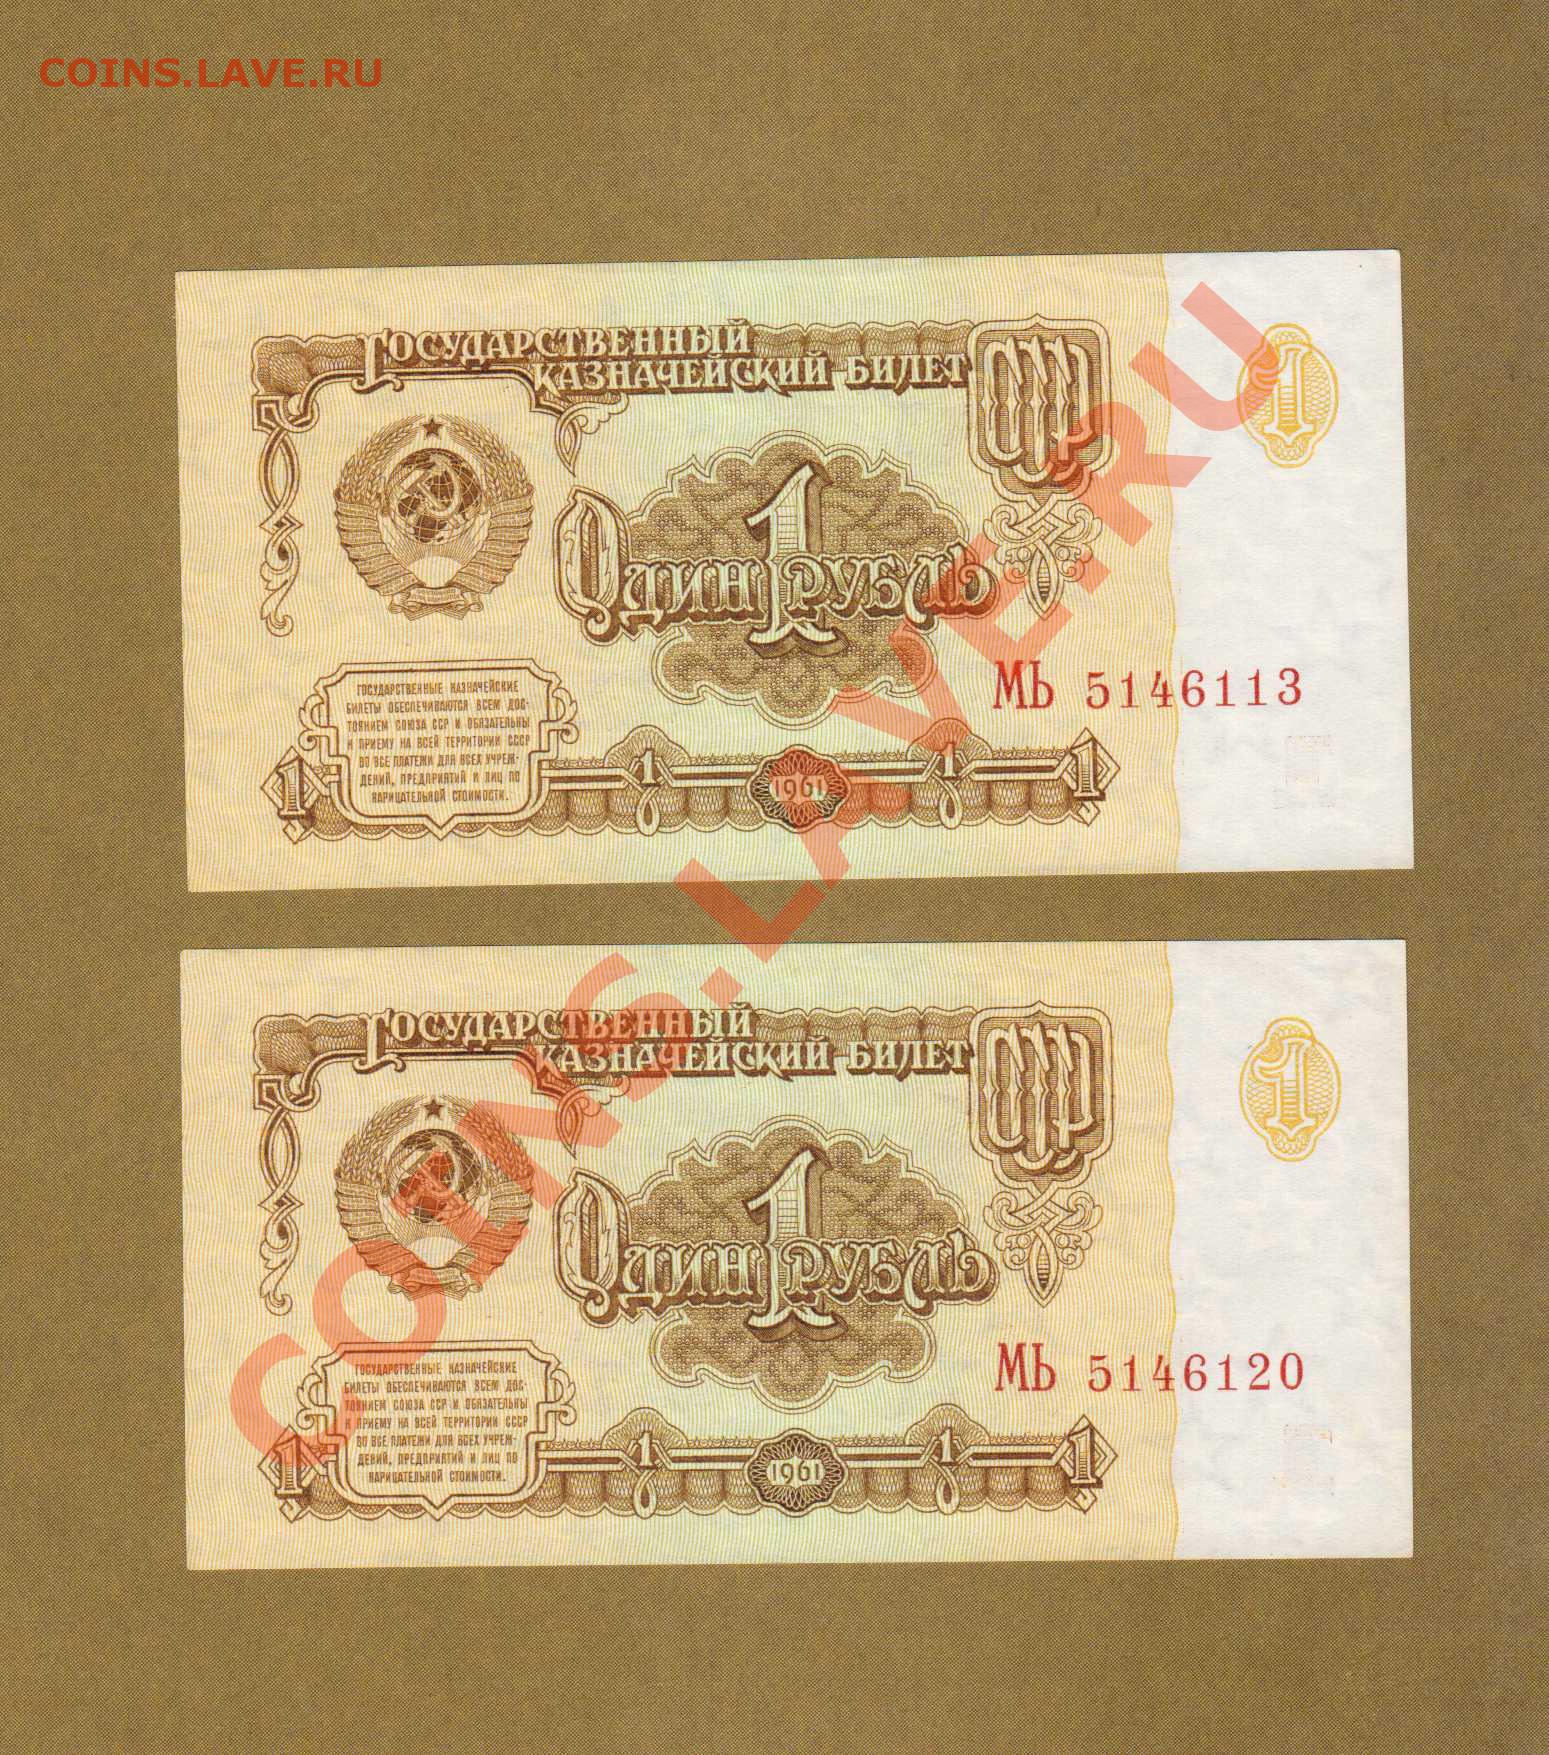 COINS.LAVE.RU
ГОСУДАРСТВЕННЫЙ
КАЗНАЧЕЙСКИЙ БИЛЕТ
1
1
ОДИН РУБЛЬ
МЬ 5146113
ГОСУДАРСТВЕННЫЕ КАЗНАЧЕЙСКИЕ
БИЛЕТЫ ОБЕСПЕЧИВАЮТСЯ ВСЕМ ДОС-
ТОЯНИЕМ СОЮЗА ССР И ОБЯЗАТЕЛЬНЫ
К ПРИЕМУ НА ВСЕЙ ТЕРРИТОРИИ СССР
ВО ВСЕ ПЛАТЕЖИ ДЛЯ ВСЕХ УЧРЕЖ-
ДЕНИЙ, ПРЕДПРИЯТИЙ И ЛИЦ ПО
НАРИЦАТЕЛЬНОЙ СТОИМОСТИ.
1 1 1961 1 1
COINS.LAVE.RU
ГОСУДАРСТВЕННЫЙ
КАЗНАЧЕЙСКИЙ БИЛЕТ
1
1
ОДИН РУБЛЬ
МЬ 5146120
ГОСУДАРСТВЕННЫЕ КАЗНАЧЕЙСКИЕ
БИЛЕТЫ ОБЕСПЕЧИВАЮТСЯ ВСЕМ ДОС-
ТОЯНИЕМ СОЮЗА ССР И ОБЯЗАТЕЛЬНЫ
К ПРИЕМУ НА ВСЕЙ ТЕРРИТОРИИ СССР
ВО ВСЕ ПЛАТЕЖИ ДЛЯ ВСЕХ УЧРЕЖ-
ДЕНИЙ, ПРЕДПРИЯТИЙ И ЛИЦ ПО
НАРИЦАТЕЛЬНОЙ СТОИМОСТИ.
1 1 1961 1 1